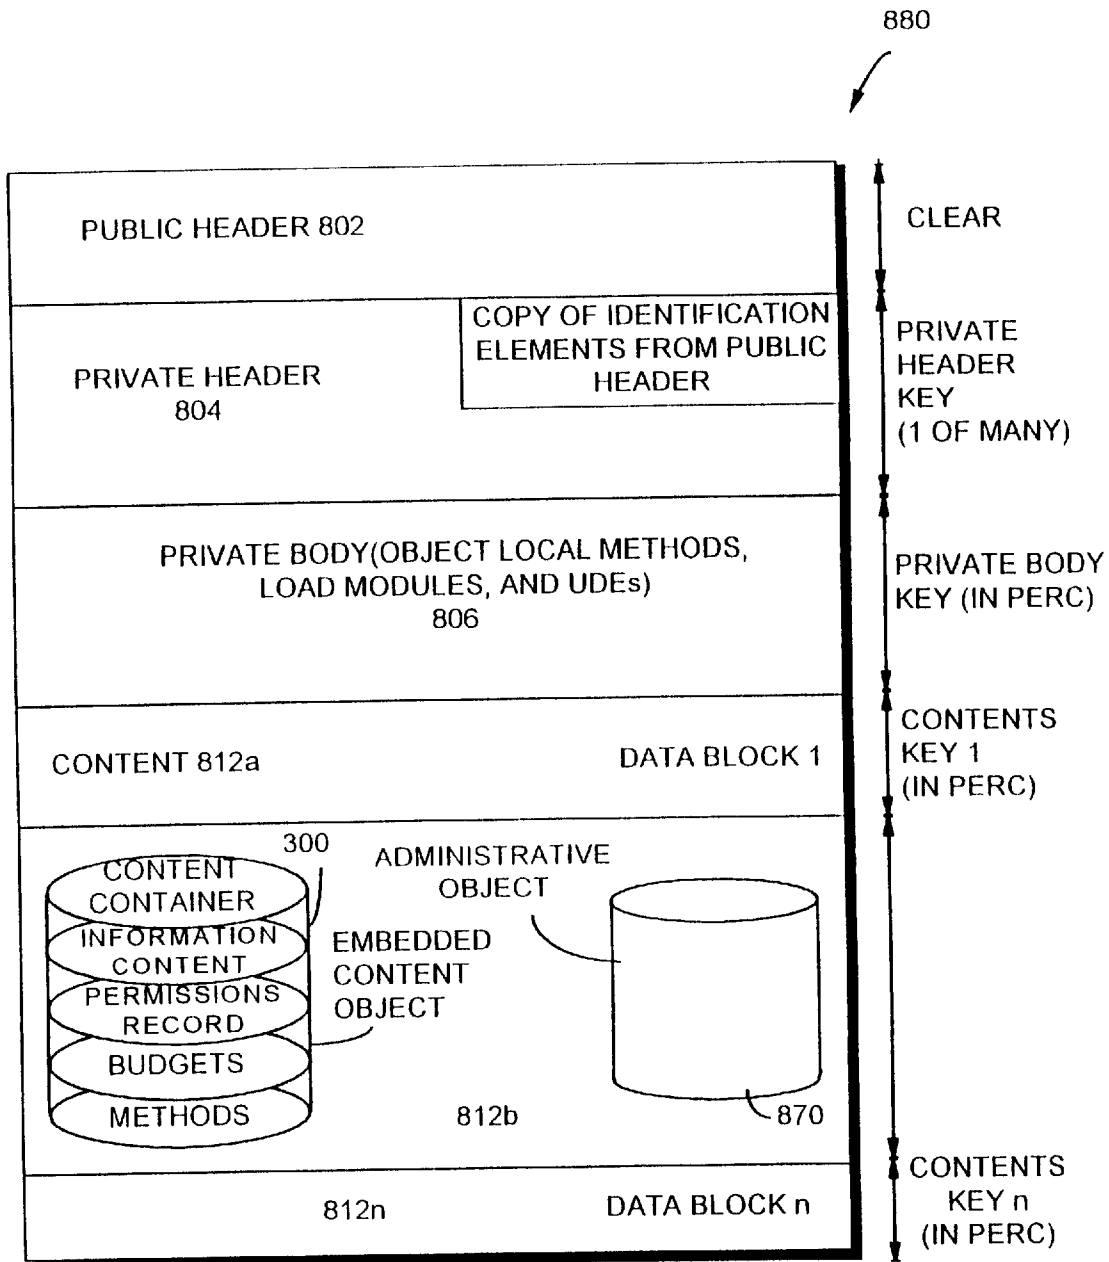 880
PUBLIC HEADER 802
CLEAR
COPY OF IDENTIFICATION
ELEMENTS FROM PUBLIC
HEADER
PRIVATE HEADER
804
PRIVATE
HEADER
KEY
(1 OF MANY)
PRIVATE BODY(OBJECT LOCAL METHODS,
LOAD MODULES, AND UDEs)
806
PRIVATE BODY
KEY (IN PERC)
CONTENT 812a
DATA BLOCK 1
CONTENTS
KEY 1
(IN PERC)
300
CONTENT
CONTAINER
INFORMATION
CONTENT
PERMISSIONS
RECORD
BUDGETS
METHODS
EMBEDDED
CONTENT
OBJECT
ADMINISTRATIVE
OBJECT
812b
870
812n
DATA BLOCK n
CONTENTS
KEY n
(IN PERC)